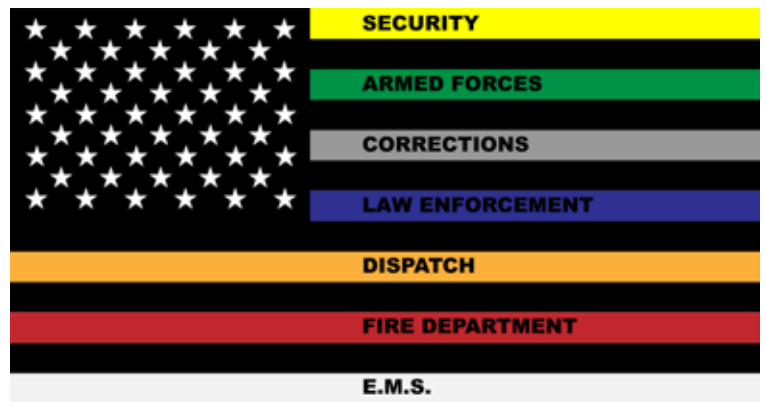 SECURITY
ARMED FORCES
CORRECTIONS
LAW ENFORCEMENT
DISPATCH
FIRE DEPARTMENT
E.M.S.